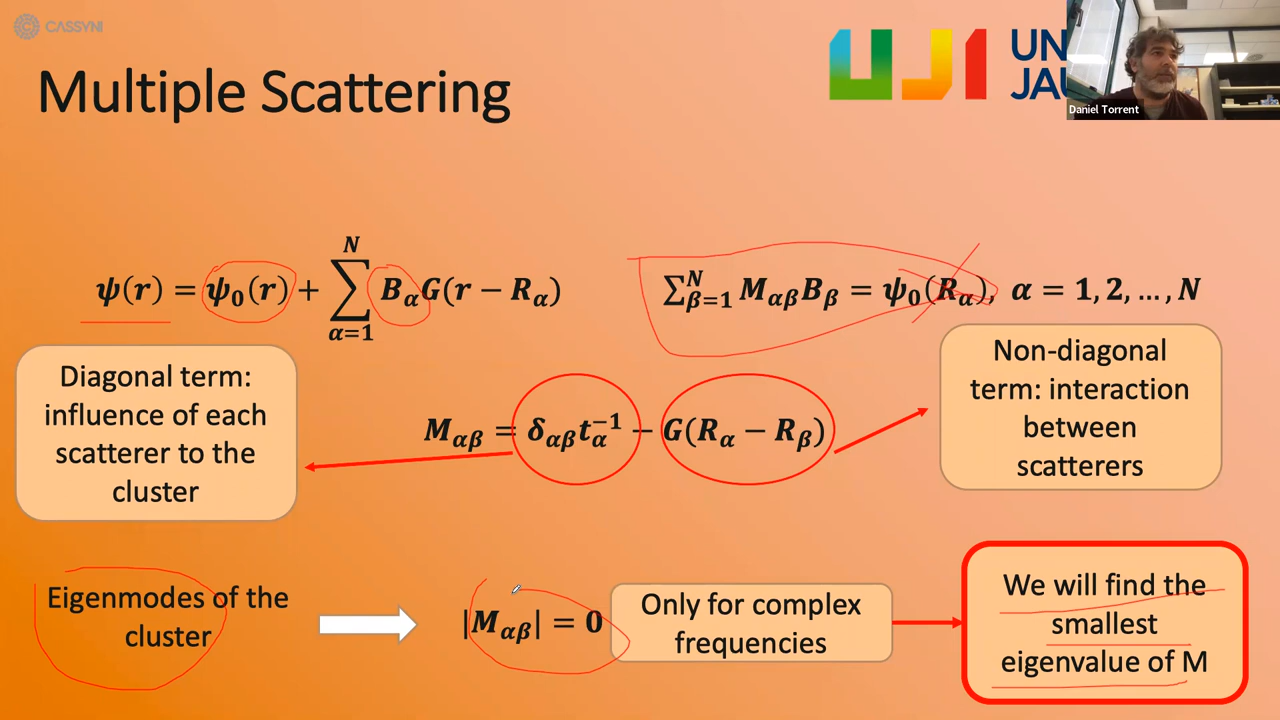 CASSYNI
Multiple Scattering
UJI
UN
JAU
Daniel Torrent
ψ(r) = ψ₀(r) + ∑_{α=1}^{N} B_α G(r − R_α)
∑_{β=1}^{N} M_{αβ} B_β = ψ₀(R_α), α = 1, 2, …, N
Diagonal term:
influence of each
scatterer to the
cluster
M_{αβ} = δ_{αβ} t_α^{−1} − G(R_α − R_β)
Non-diagonal
term: interaction
between
scatterers
Eigenmodes of the
cluster
|M_{αβ}| = 0
Only for complex
frequencies
We will find the
smallest
eigenvalue of M